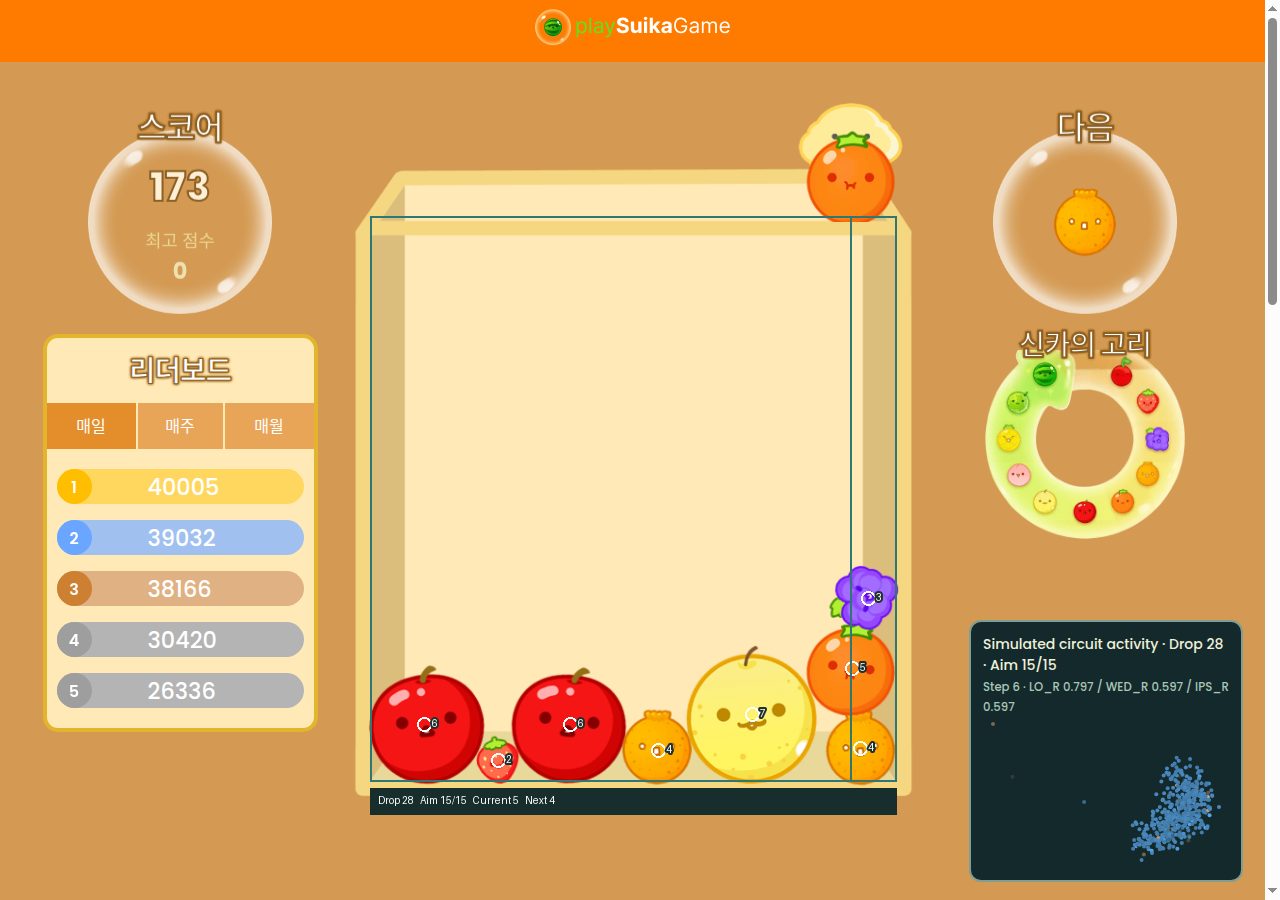 playSuikaGame
스코어
173
최고 점수
0
리더보드
매일 매주 매월
1 40005
2 39032
3 38166
4 30420
5 26336
다음
신카의 고리
6
2
6
4
7
3
5
4
Drop 28 Aim 15/15 Current 5 Next 4
Simulated circuit activity · Drop 28
· Aim 15/15
Step 6 · LO_R 0.797 / WED_R 0.597 / IPS_R
0.597